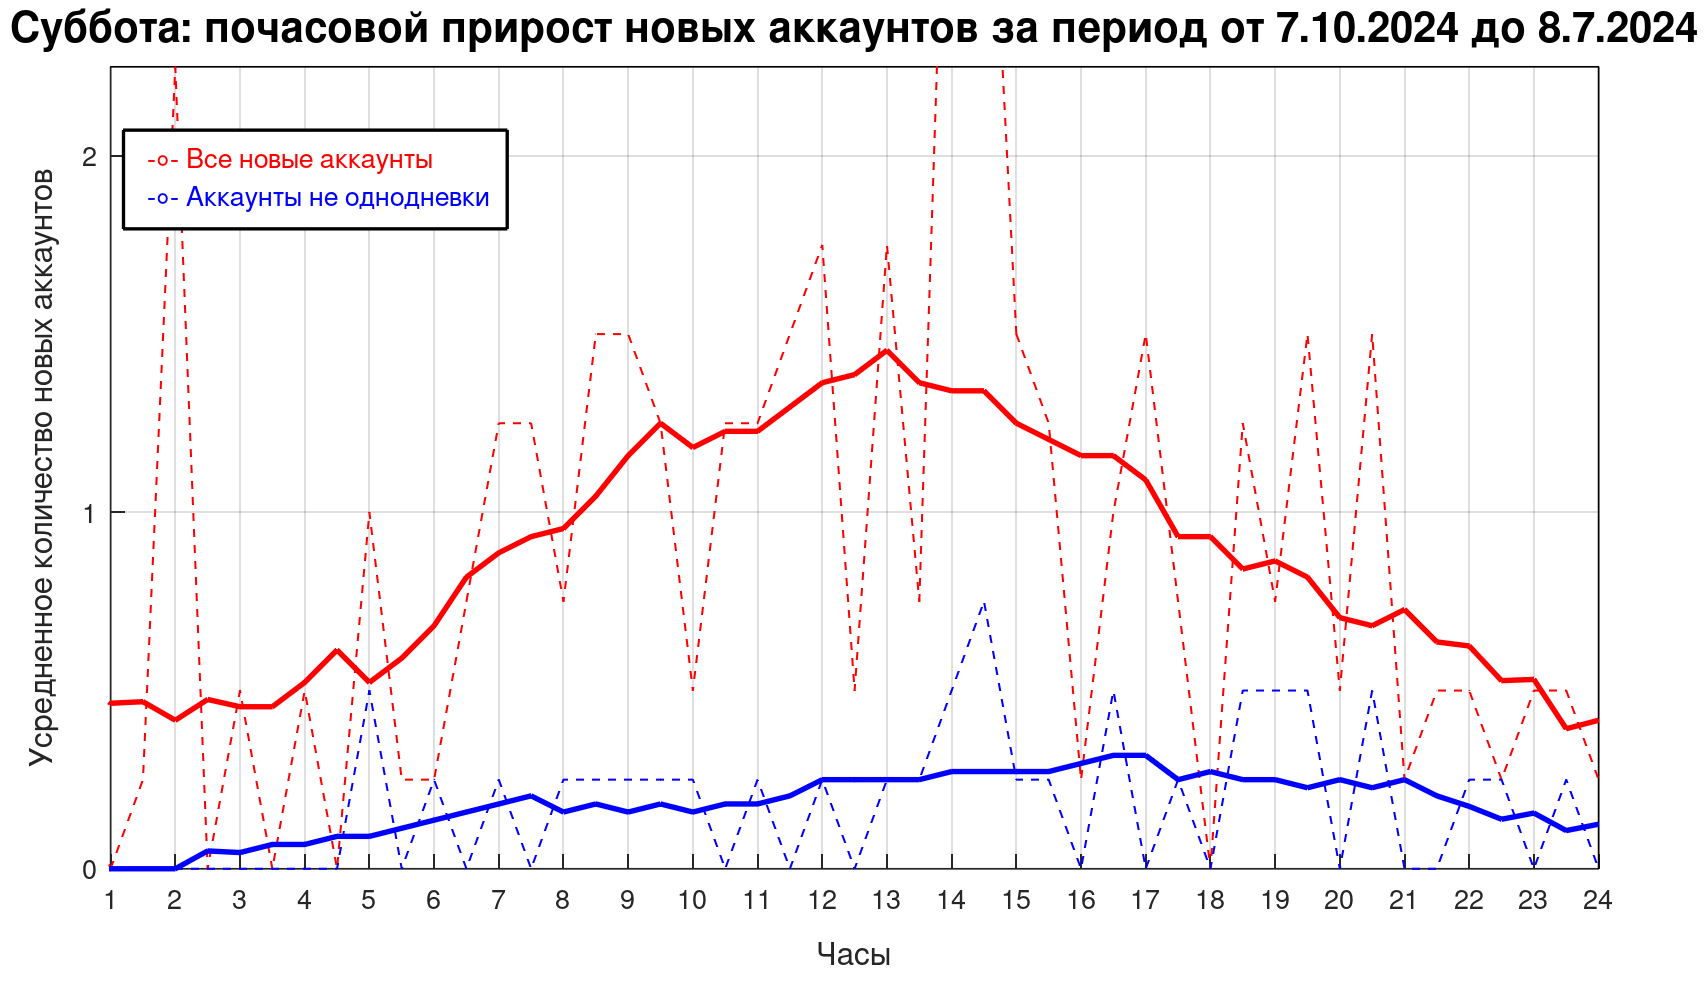 Суббота: почасовой прирост новых аккаунтов за период от 7.10.2024 до 8.7.2024
Усредненное количество новых аккаунтов
2
1
0
-o- Все новые аккаунты
-o- Аккаунты не однодневки
1 2 3 4 5 6 7 8 9 10 11 12 13 14 15 16 17 18 19 20 21 22 23 24
Часы